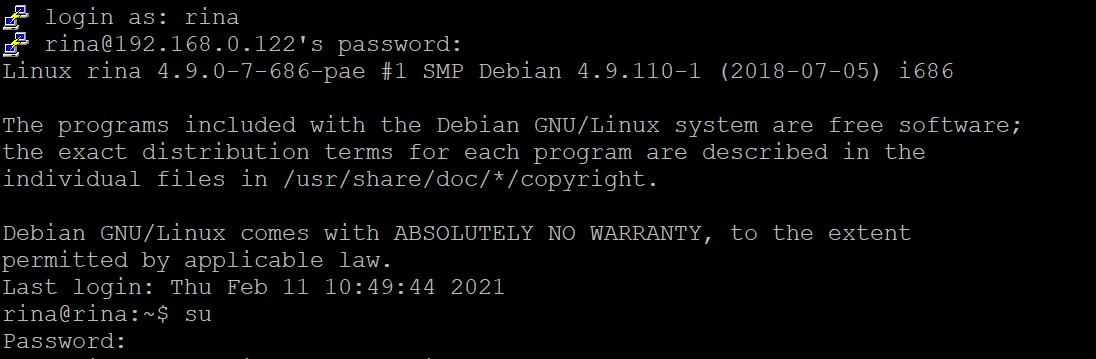 login as: rina
rina@192.168.0.122's password:
Linux rina 4.9.0-7-686-pae #1 SMP Debian 4.9.110-1 (2018-07-05) i686
The programs included with the Debian GNU/Linux system are free software;
the exact distribution terms for each program are described in the
individual files in /usr/share/doc/*/copyright.
Debian GNU/Linux comes with ABSOLUTELY NO WARRANTY, to the extent
permitted by applicable law.
Last login: Thu Feb 11 10:49:44 2021
rina@rina:~$ su
Password: